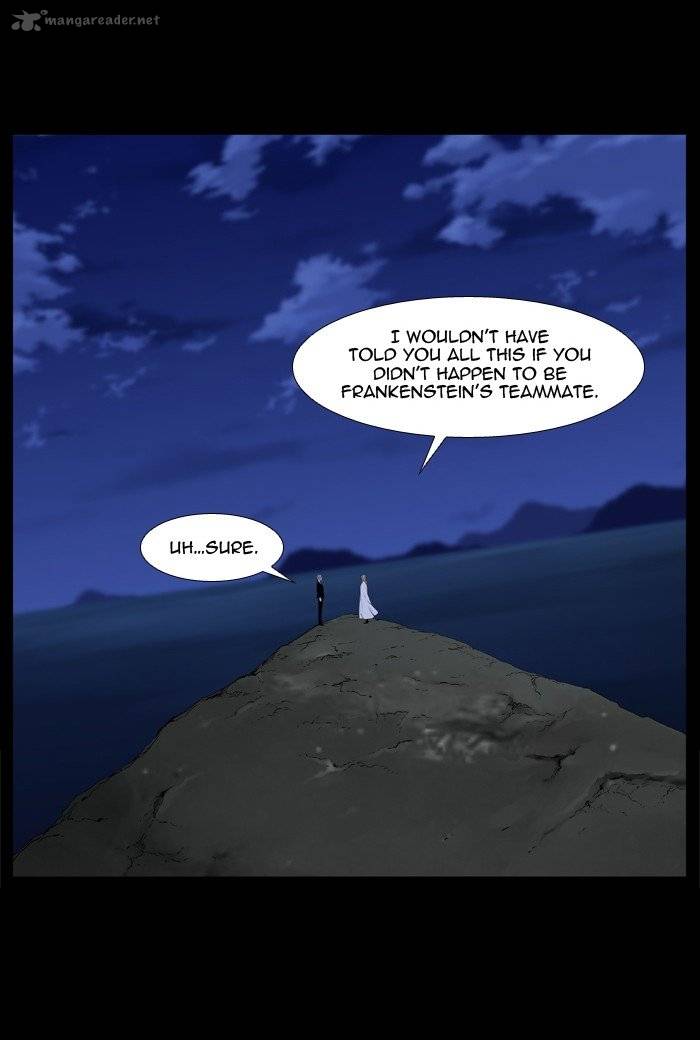 mangareader.net
I WOULDN'T HAVE
TOLD YOU ALL THIS IF YOU
DIDN'T HAPPEN TO BE
FRANKENSTEIN'S TEAMMATE.
UH...SURE.